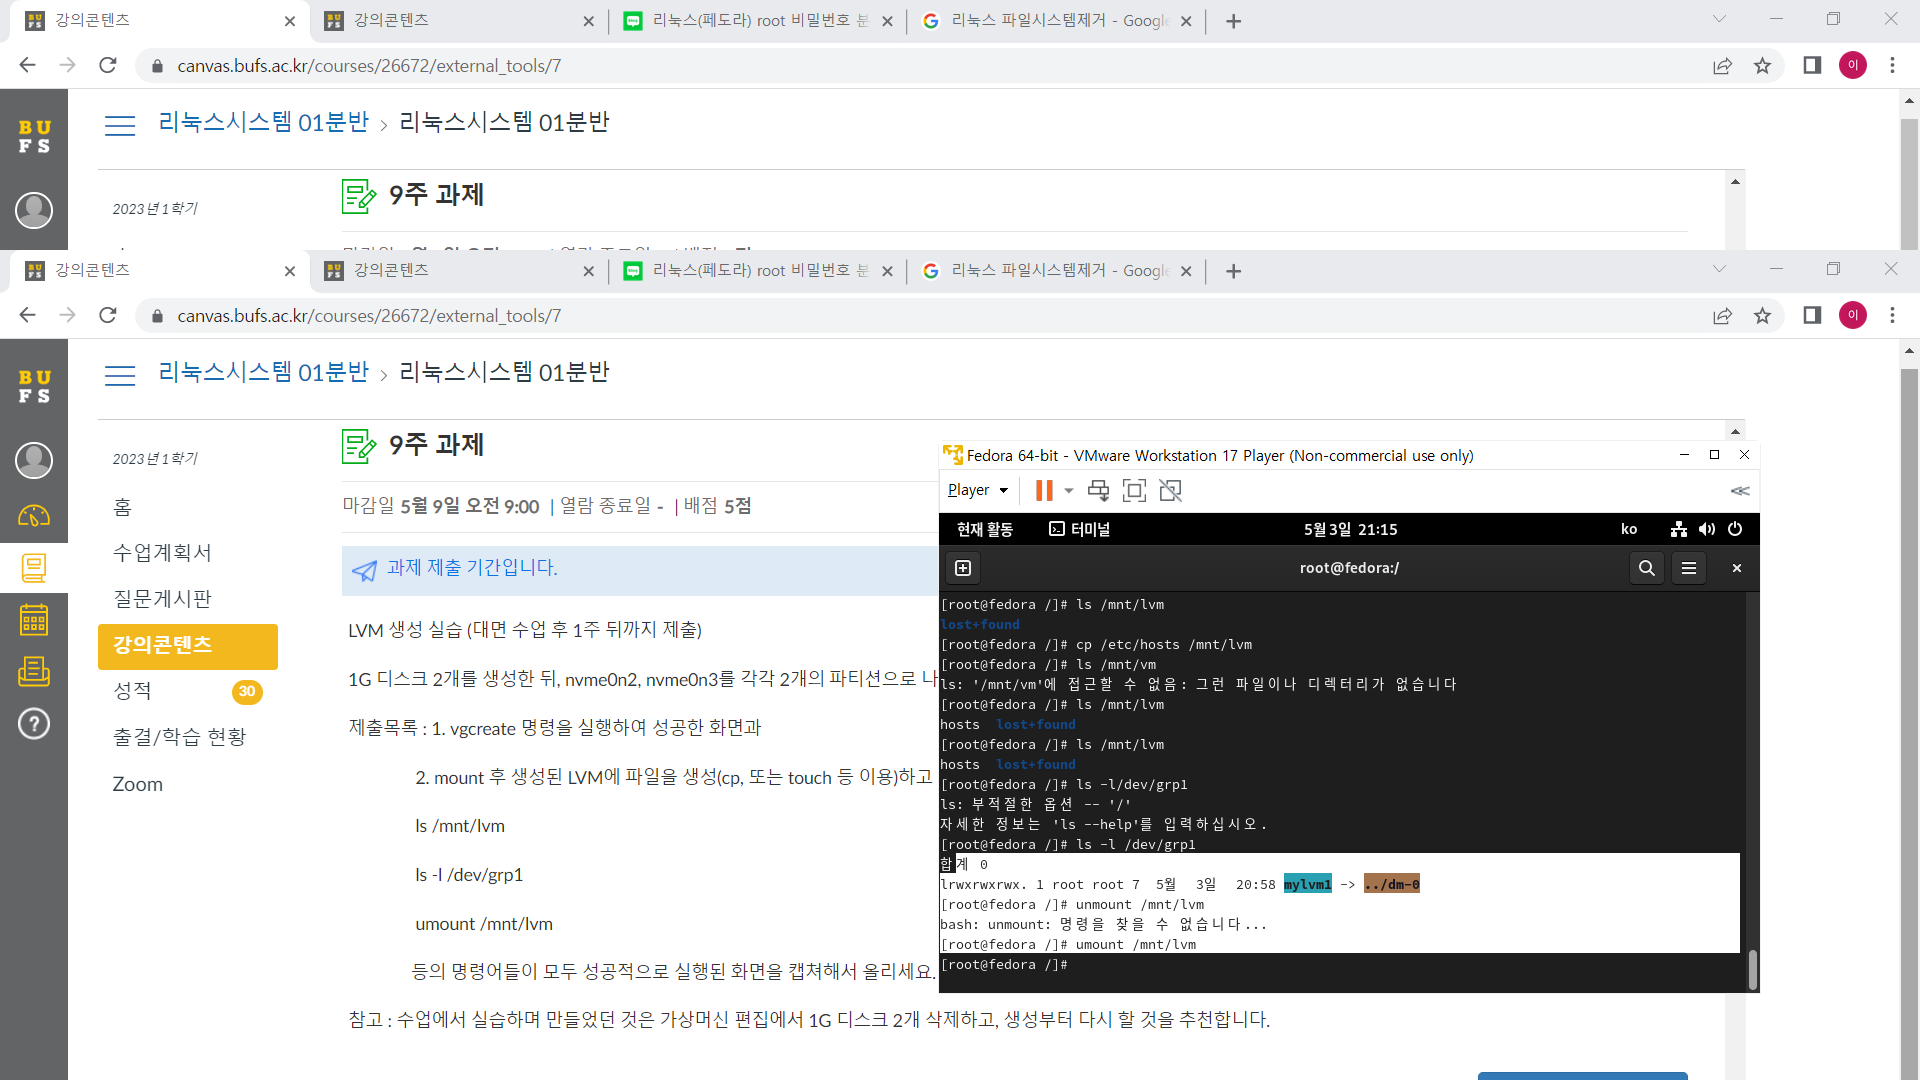 강의콘텐츠
강의콘텐츠
리눅스(페도라) root 비밀번호 분
리눅스 파일시스템제거 - Google
canvas.bufs.ac.kr/courses/26672/external_tools/7
이
BU
FS
리눅스시스템 01분반 > 리눅스시스템 01분반
2023년 1학기
9주 과제
강의콘텐츠
강의콘텐츠
리눅스(페도라) root 비밀번호 분
리눅스 파일시스템제거 - Google
canvas.bufs.ac.kr/courses/26672/external_tools/7
이
BU
FS
리눅스시스템 01분반 > 리눅스시스템 01분반
2023년 1학기
홈
수업계획서
질문게시판
강의콘텐츠
성적 30
출결/학습 현황
Zoom
9주 과제
마감일 5월 9일 오전 9:00 | 열람 종료일 - | 배점 5점
과제 제출 기간입니다.
LVM 생성 실습 (대면 수업 후 1주 뒤까지 제출)
1G 디스크 2개를 생성한 뒤, nvme0n2, nvme0n3를 각각 2개의 파티션으로 나
제출목록 : 1. vgcreate 명령을 실행하여 성공한 화면과
2. mount 후 생성된 LVM에 파일을 생성(cp, 또는 touch 등 이용)하고
ls /mnt/lvm
ls -l /dev/grp1
umount /mnt/lvm
등의 명령어들이 모두 성공적으로 실행된 화면을 캡쳐해서 올리세요.
참고 : 수업에서 실습하며 만들었던 것은 가상머신 편집에서 1G 디스크 2개 삭제하고, 생성부터 다시 할 것을 추천합니다.
Fedora 64-bit - VMware Workstation 17 Player (Non-commercial use only)
Player
현재 활동
터미널
5월 3일 21:15
ko
root@fedora:/
[root@fedora /]# ls /mnt/lvm
lost+found
[root@fedora /]# cp /etc/hosts /mnt/lvm
[root@fedora /]# ls /mnt/vm
ls: '/mnt/vm'에 접근할 수 없음: 그런 파일이나 디렉터리가 없습니다
[root@fedora /]# ls /mnt/lvm
hosts lost+found
[root@fedora /]# ls /mnt/lvm
hosts lost+found
[root@fedora /]# ls -l/dev/grp1
ls: 부적절한 옵션 -- '/'
자세한 정보는 'ls --help'를 입력하십시오.
[root@fedora /]# ls -l /dev/grp1
합계 0
lrwxrwxrwx. 1 root root 7 5월 3일 20:58 mylvm1 -> ../dm-0
[root@fedora /]# unmount /mnt/lvm
bash: unmount: 명령을 찾을 수 없습니다...
[root@fedora /]# umount /mnt/lvm
[root@fedora /]#